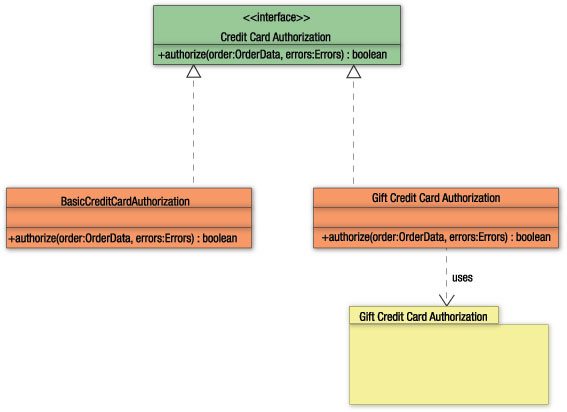 <<interface>>
Credit Card Authorization
+authorize(order:OrderData, errors:Errors) : boolean
BasicCreditCardAuthorization
+authorize(order:OrderData, errors:Errors) : boolean
Gift Credit Card Authorization
+authorize(order:OrderData, errors:Errors) : boolean
uses
Gift Credit Card Authorization